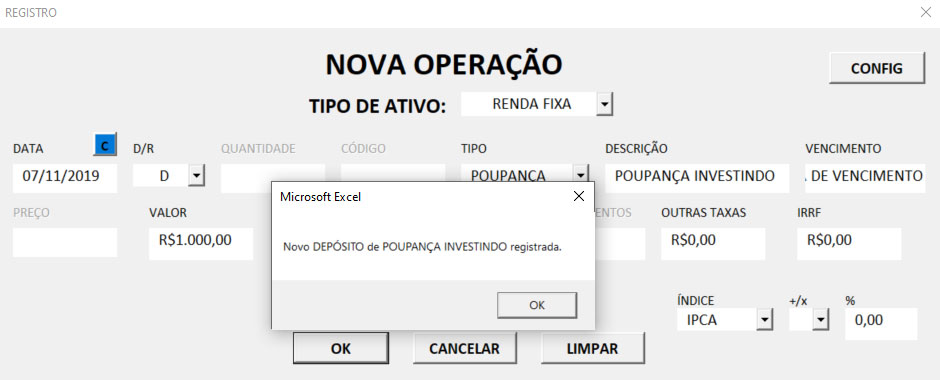 REGISTRO
NOVA OPERAÇÃO
CONFIG
TIPO DE ATIVO: RENDA FIXA
DATA C D/R QUANTIDADE CÓDIGO TIPO DESCRIÇÃO VENCIMENTO
07/11/2019 D POUPANÇA POUPANÇA INVESTINDO DE VENCIMENTO
PREÇO VALOR OUTRAS TAXAS IRRF
R$1.000,00 R$0,00 R$0,00
Microsoft Excel
Novo DEPÓSITO de POUPANÇA INVESTINDO registrada.
OK
ÍNDICE +/x %
IPCA 0,00
OK CANCELAR LIMPAR